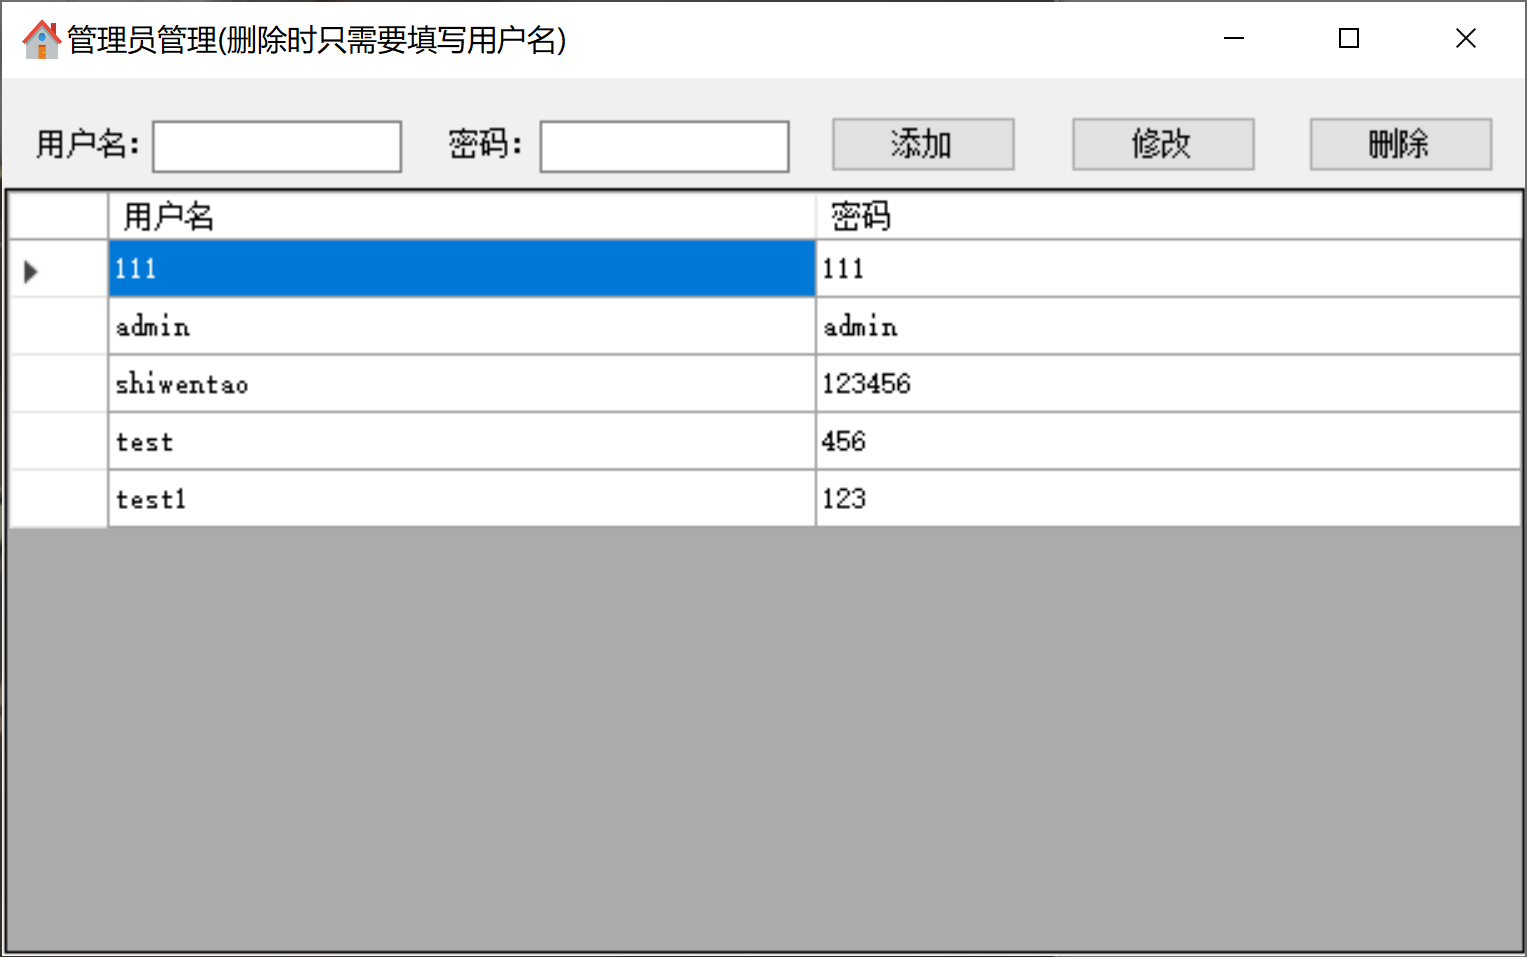 管理员管理(删除时只需要填写用户名)
用户名: 密码: 添加 修改 删除
用户名 密码
111 111
admin admin
shiwentao 123456
test 456
test1 123